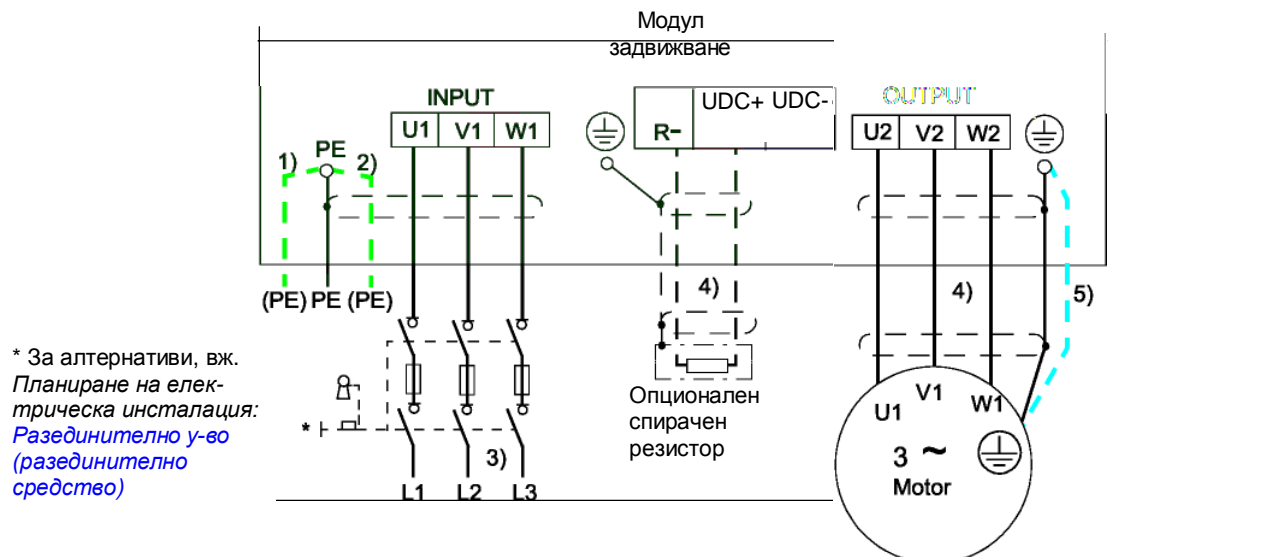 Модул
задвижване
INPUT
U1 V1 W1
R-
UDC+ UDC-
OUTPUT
U2 V2 W2
1) PE 2)
(PE) PE (PE)
4)
4)
5)
* За алтернативи, вж.
Планиране на елек-
трическа инсталация:
Разединително у-во
(разединително
средство)
*
3)
L1 L2 L3
Опционален
спирачен
резистор
U1 V1 W1
3 ~
Motor